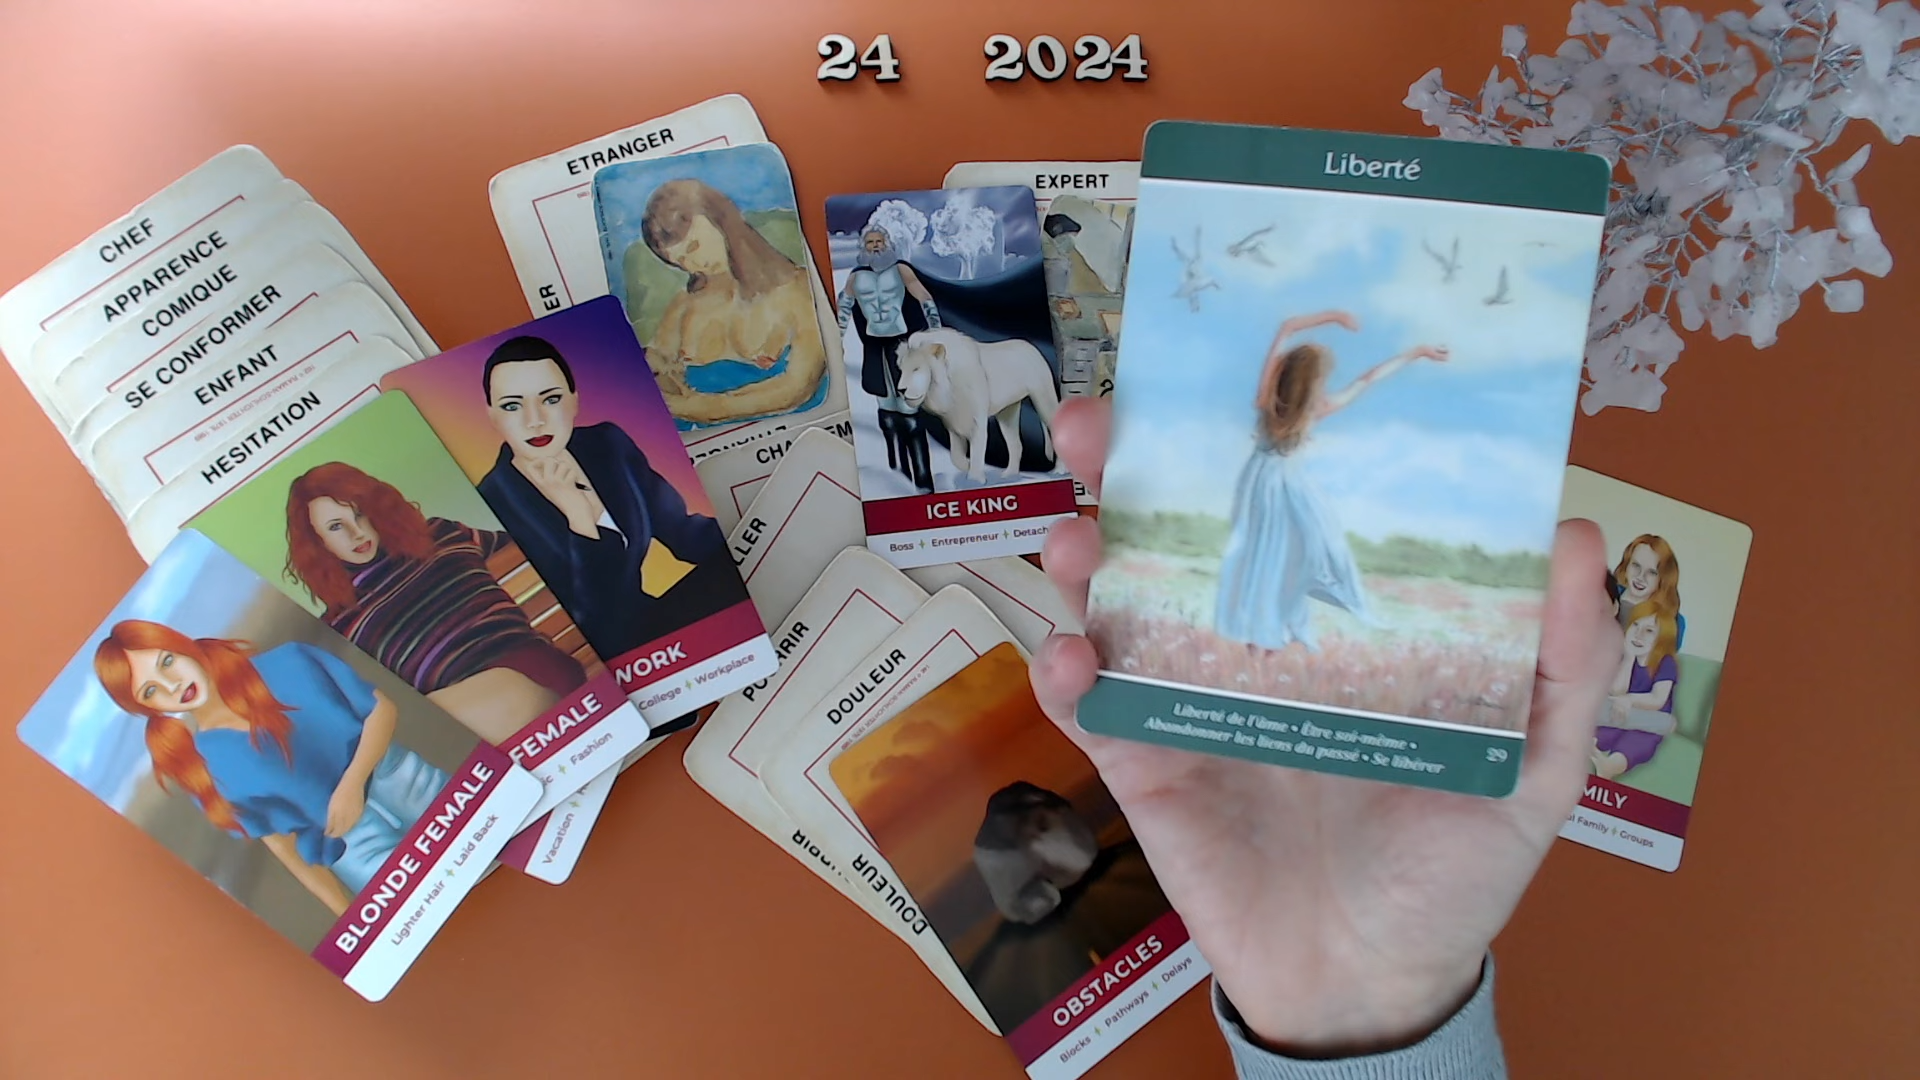 24 2024
ETRANGER
EXPERT
CHEF
APPARENCE
COMIQUE
SE CONFORMER
ENFANT
HESITATION
Liberté
Liberté de l'âme • Être soi-même •
Abandonner les liens du passé • Se libérer
29
ICE KING
Boss Entrepreneur
WORK
College Workplace
FEMALE
Fashion
BLONDE FEMALE
Lighter Hair Laid Back
Vacation
DOULEUR
DOULEUR
OBSTACLES
Blocks Pathways Delays
Family Groups